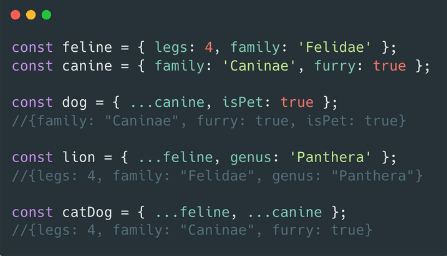 const feline = { legs: 4, family: 'Felidae' };
const canine = { family: 'Caninae', furry: true };
const dog = { ...canine, isPet: true };
//{family: "Caninae", furry: true, isPet: true}
const lion = { ...feline, genus: 'Panthera' };
//{legs: 4, family: "Felidae", genus: "Panthera"}
const catDog = { ...feline, ...canine };
//{legs: 4, family: "Caninae", furry: true}